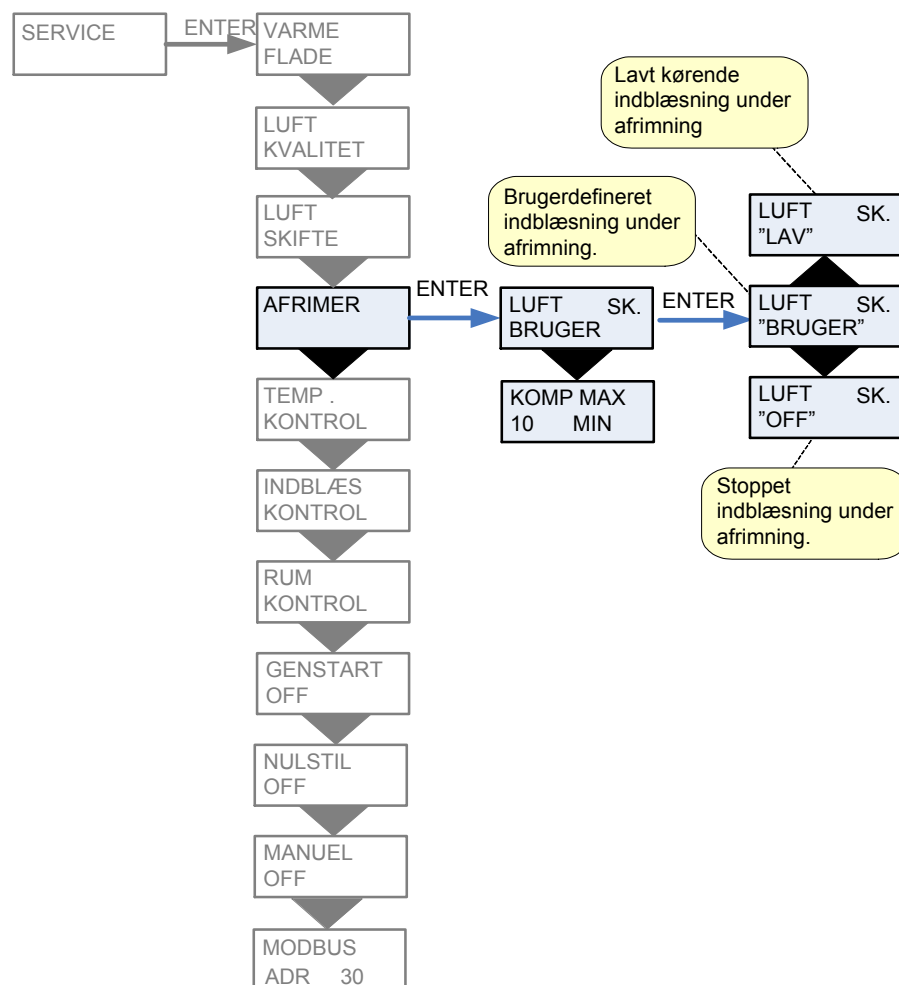 SERVICE
ENTER
VARME
FLADE
LUFT
KVALITET
LUFT
SKIFTE
AFRIMER
ENTER
LUFT SK.
BRUGER
ENTER
KOMP MAX
10 MIN
Lavt kørende
indblæsning under
afrimning
Brugerdefineret
indblæsning under
afrimning.
LUFT SK.
”LAV”
LUFT SK.
”BRUGER”
LUFT SK.
”OFF”
Stoppet
indblæsning under
afrimning.
TEMP .
KONTROL
INDBLÆS
KONTROL
RUM
KONTROL
GENSTART
OFF
NULSTIL
OFF
MANUEL
OFF
MODBUS
ADR 30